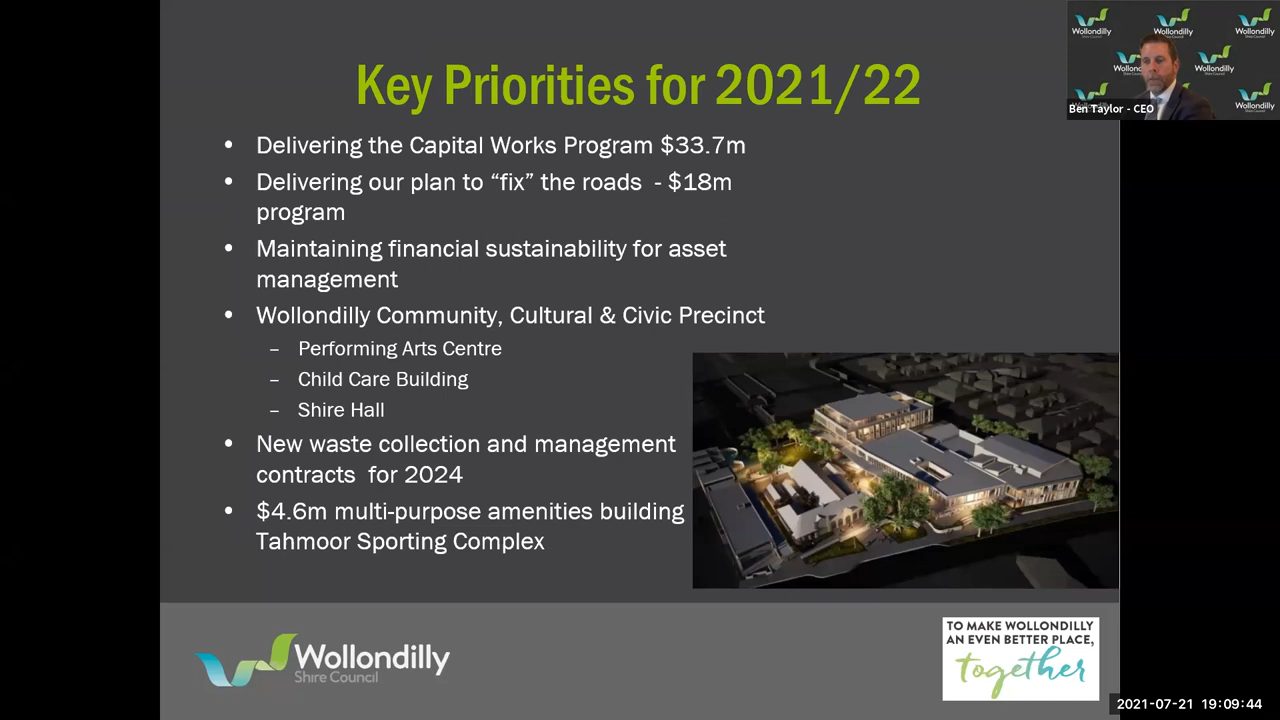 Key Priorities for 2021/22
• Delivering the Capital Works Program $33.7m
• Delivering our plan to “fix” the roads  - $18m
program
• Maintaining financial sustainability for asset
management
• Wollondilly Community, Cultural & Civic Precinct
– Performing Arts Centre
– Child Care Building
– Shire Hall
• New waste collection and management
contracts  for 2024
• $4.6m multi-purpose amenities building
Tahmoor Sporting Complex
Wollondilly
Shire Council
TO MAKE WOLLONDILLY
AN EVEN BETTER PLACE,
together
Wollondilly
Wollondilly
Wollondilly
Wollondilly
Wollondilly
Ben Taylor - CEO
2021-07-21 19:09:44